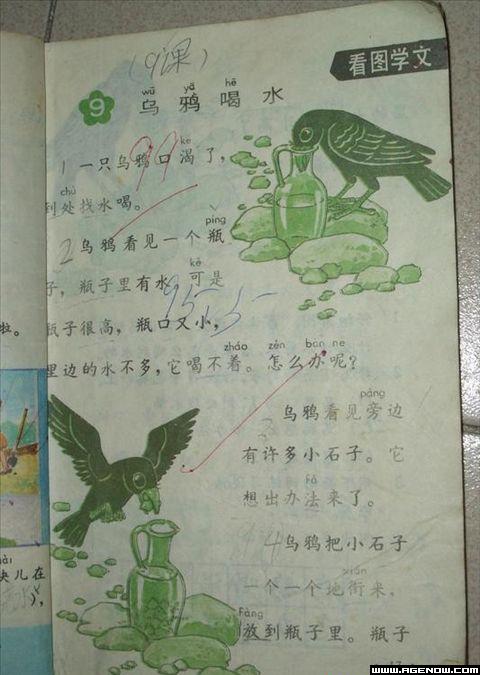 (9课)
看图学文
9 wū yā hē
乌鸦喝水
kě
1 一只乌鸦口渴了，
chù
到处找水喝。
píng
2 乌鸦看见一个瓶
kě
子，瓶子里有水，可是
瓶子很高，瓶口又小，
zháo zěn bàn ne
里边的水不多，它喝不着。怎么办呢？
páng
3 乌鸦看见旁边
有许多小石子。它
fǎ
想出办法来了。
4 乌鸦把小石子
xián
一个一个地衔来，
Fàng
放到瓶子里。瓶子
啦。
块儿在
WWW.AGENOW.COM